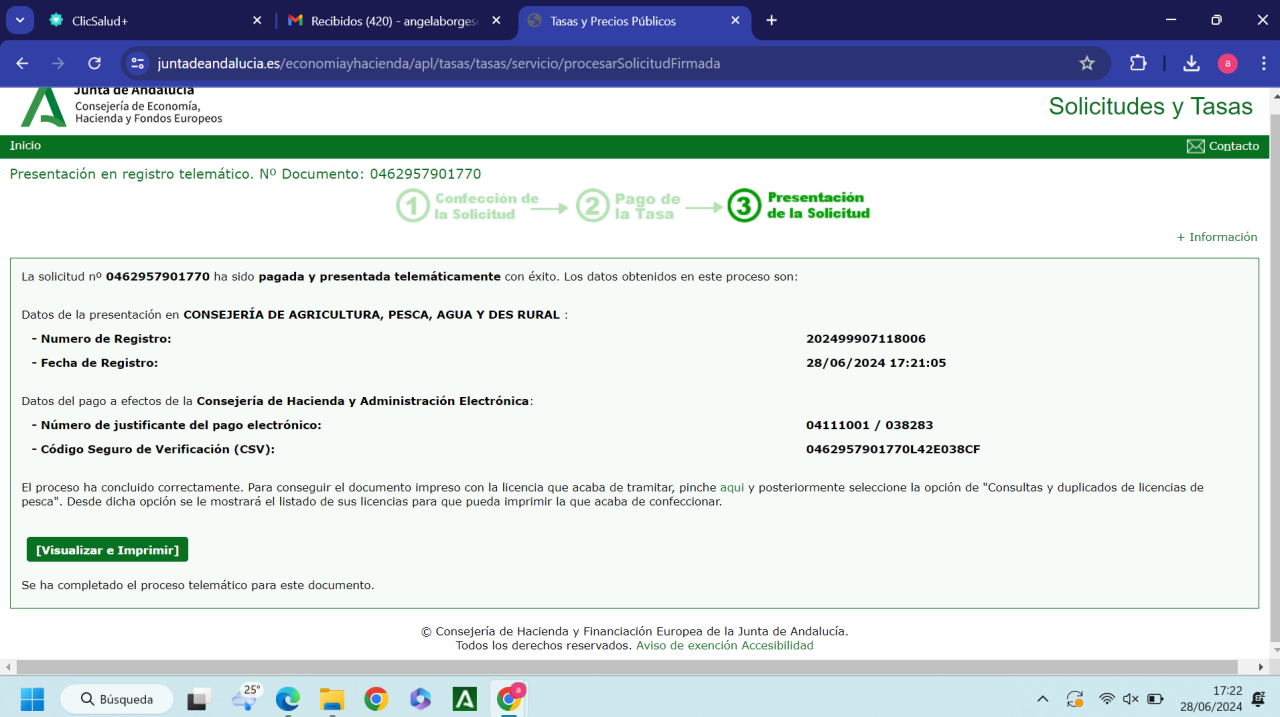 ClicSalud+
Recibidos (420) - angelaborges
Tasas y Precios Públicos
juntadeandalucia.es/economiayhacienda/apl/tasas/tasas/servicio/procesarSolicitudFirmada
a
Junta de Andalucía
Consejería de Economía,
Hacienda y Fondos Europeos
Solicitudes y Tasas
Inicio
Contacto
Presentación en registro telemático. Nº Documento: 0462957901770
1 Confección de la Solicitud
2 Pago de la Tasa
3 Presentación de la Solicitud
+ Información
La solicitud nº 0462957901770 ha sido pagada y presentada telemáticamente con éxito. Los datos obtenidos en este proceso son:
Datos de la presentación en CONSEJERÍA DE AGRICULTURA, PESCA, AGUA Y DES RURAL :
- Numero de Registro: 202499907118006
- Fecha de Registro: 28/06/2024 17:21:05
Datos del pago a efectos de la Consejería de Hacienda y Administración Electrónica:
- Número de justificante del pago electrónico: 04111001 / 038283
- Código Seguro de Verificación (CSV): 0462957901770L42E038CF
El proceso ha concluido correctamente. Para conseguir el documento impreso con la licencia que acaba de tramitar, pinche aqui y posteriormente seleccione la opción de "Consultas y duplicados de licencias de
pesca". Desde dicha opción se le mostrará el listado de sus licencias para que pueda imprimir la que acaba de confeccionar.
[Visualizar e Imprimir]
Se ha completado el proceso telemático para este documento.
© Consejería de Hacienda y Financiación Europea de la Junta de Andalucía.
Todos los derechos reservados. Aviso de exención Accesibilidad
Búsqueda
25°
a
17:22
28/06/2024